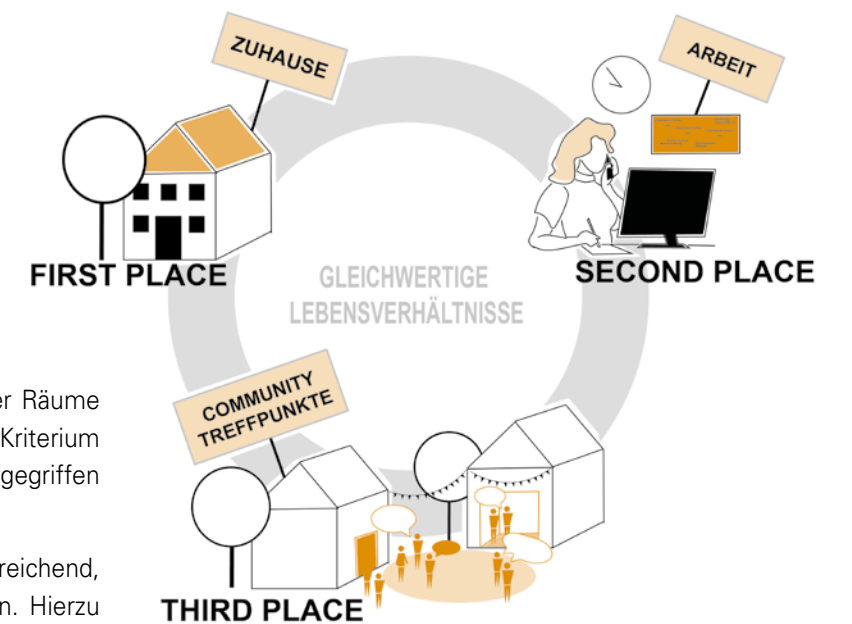 ZUHAUSE
ARBEIT
FIRST PLACE
SECOND PLACE
GLEICHWERTIGE
LEBENSVERHÄLTNISSE
COMMUNITY
TREFFPUNKTE
THIRD PLACE
er Räume
Kriterium
gegriffen
reichend,
n. Hierzu